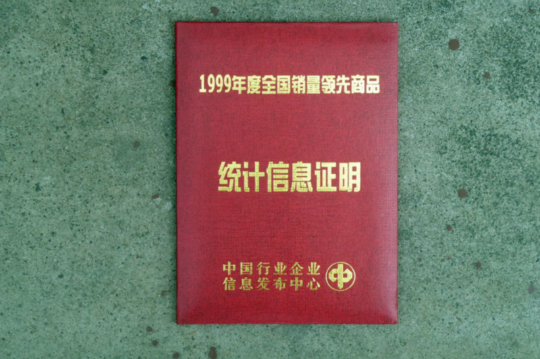 1999年度全国销量领先商品
统计信息证明
中国行业企业
信息发布中心